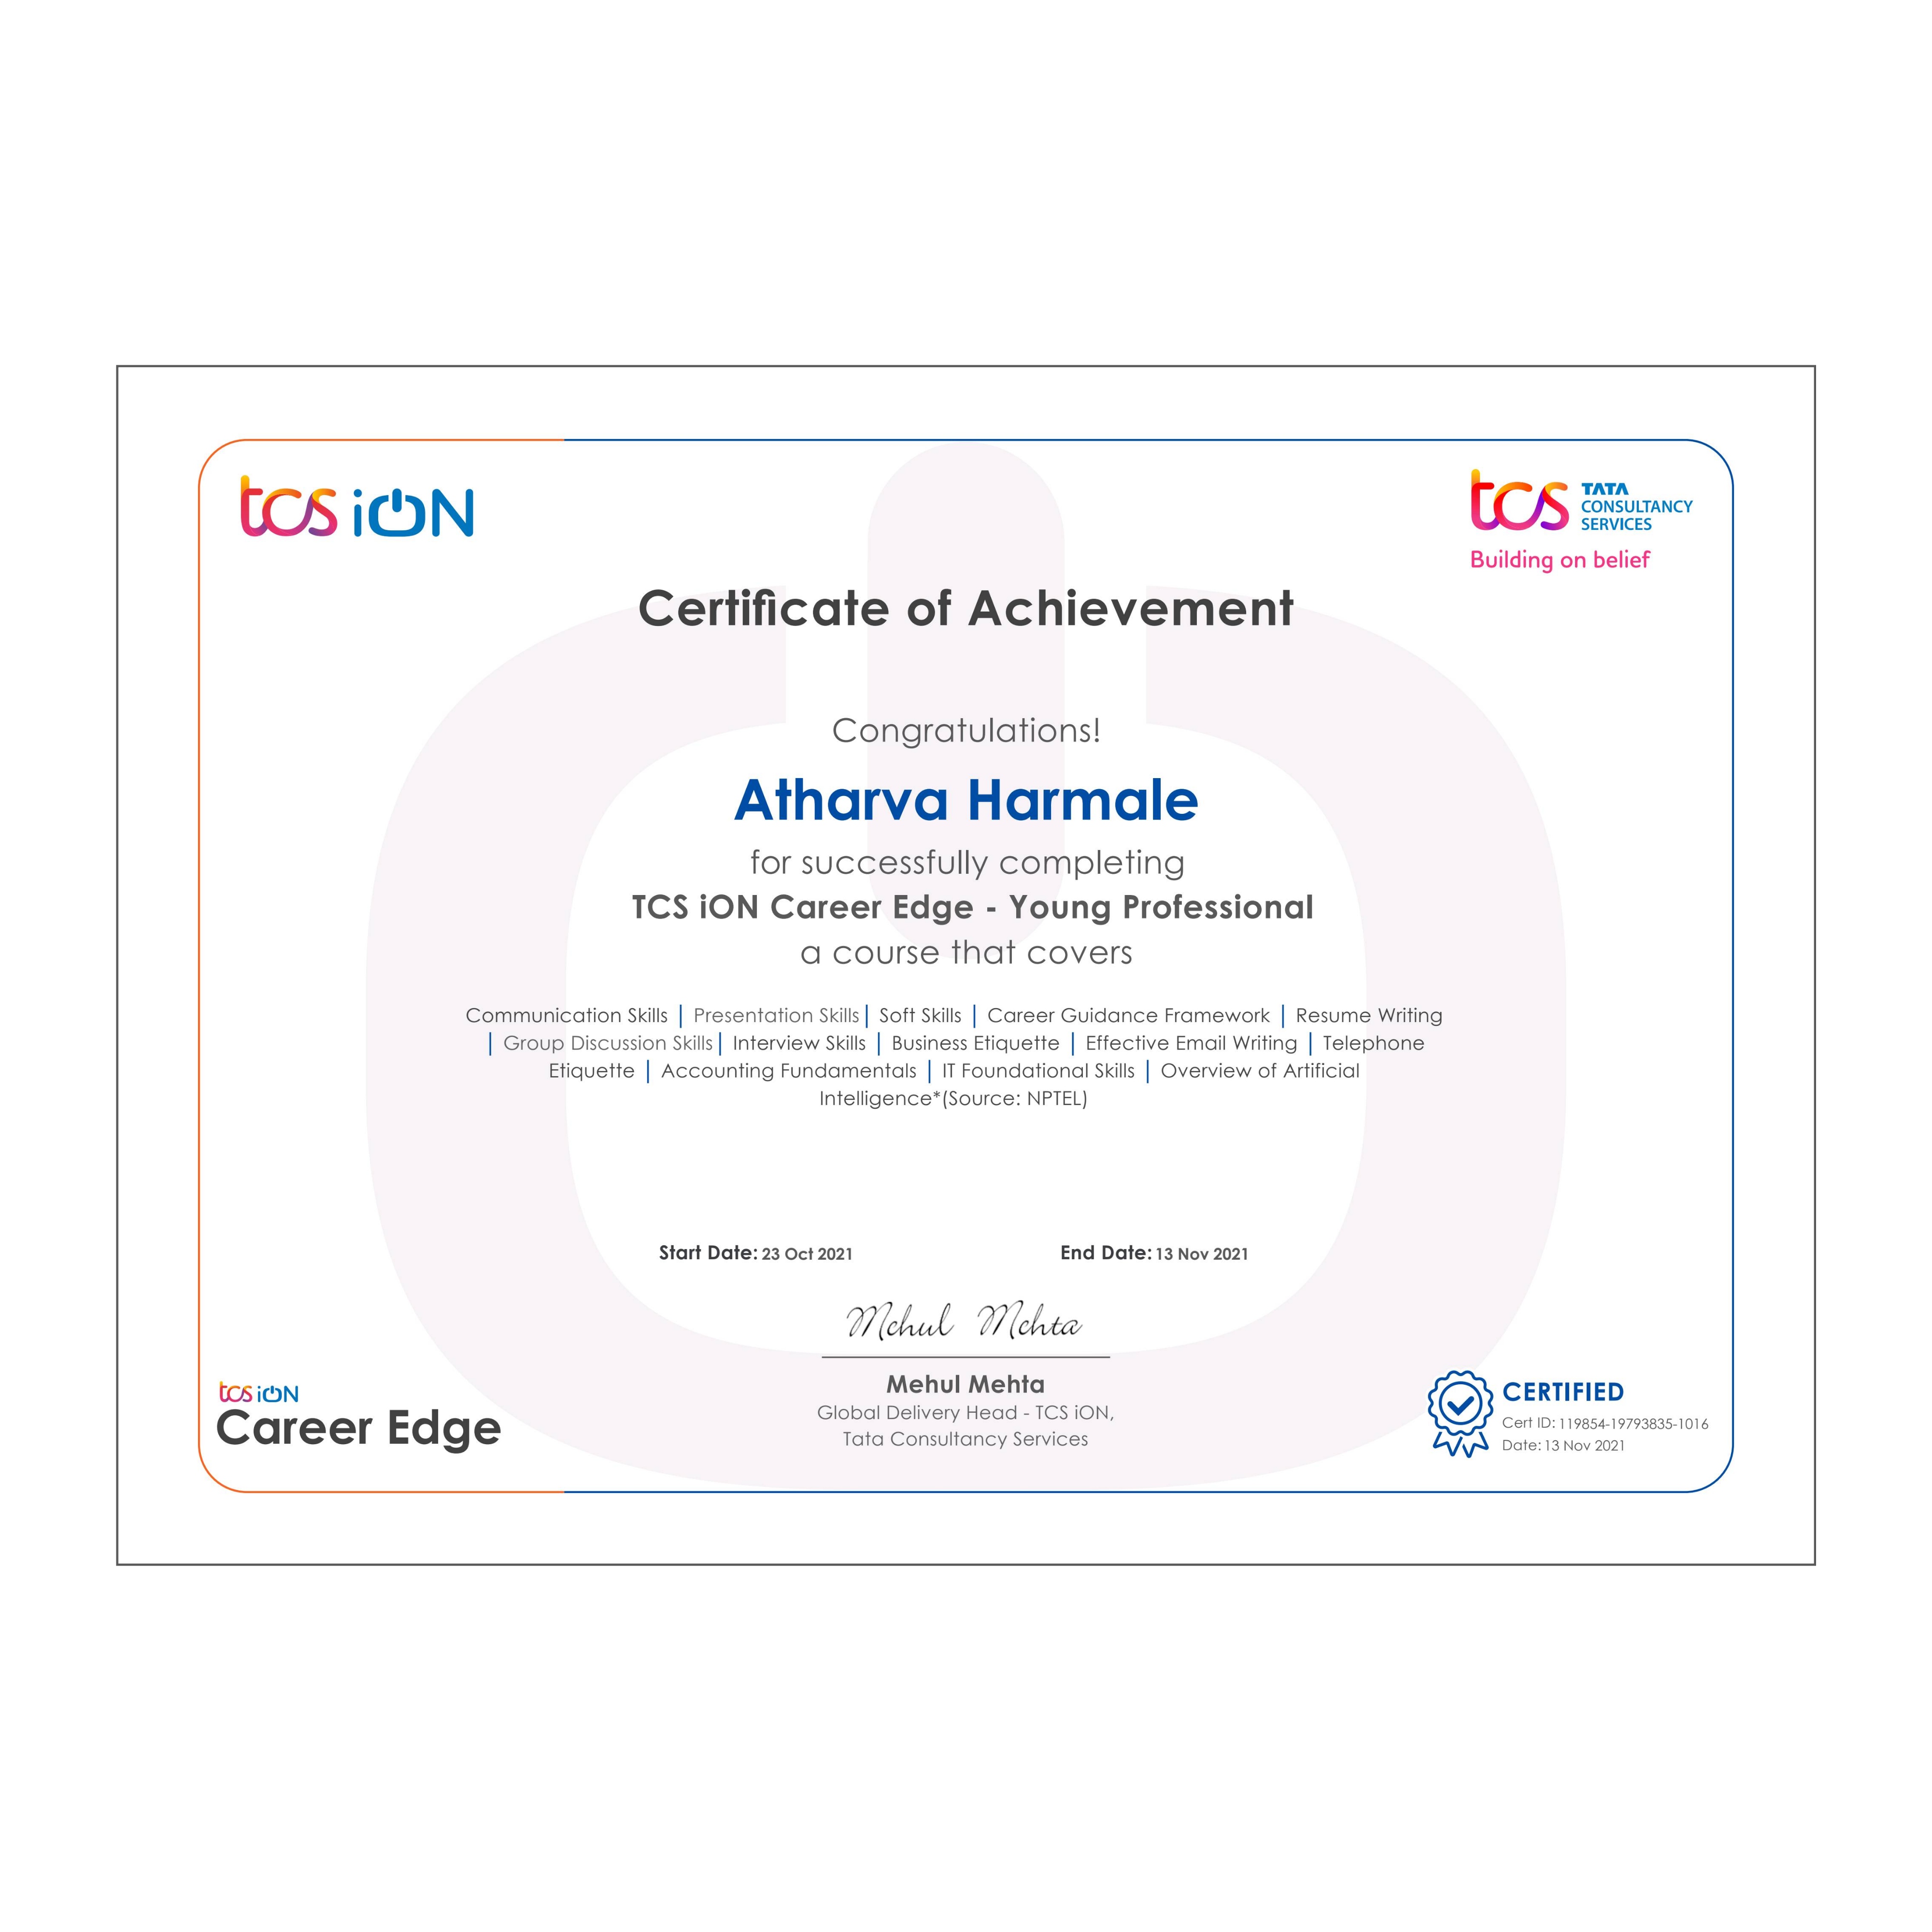 tcs iON
tcs TATA
CONSULTANCY
SERVICES
Building on belief
Certificate of Achievement
Congratulations!
Atharva Harmale
for successfully completing
TCS iON Career Edge - Young Professional
a course that covers
Communication Skills | Presentation Skills | Soft Skills | Career Guidance Framework | Resume Writing
| Group Discussion Skills | Interview Skills | Business Etiquette | Effective Email Writing | Telephone
Etiquette | Accounting Fundamentals | IT Foundational Skills | Overview of Artificial
Intelligence*(Source: NPTEL)
Start Date: 23 Oct 2021
End Date: 13 Nov 2021
Mehul Mehta
Mehul Mehta
Global Delivery Head - TCS iON,
Tata Consultancy Services
tcs iON
Career Edge
CERTIFIED
Cert ID: 119854-19793835-1016
Date: 13 Nov 2021